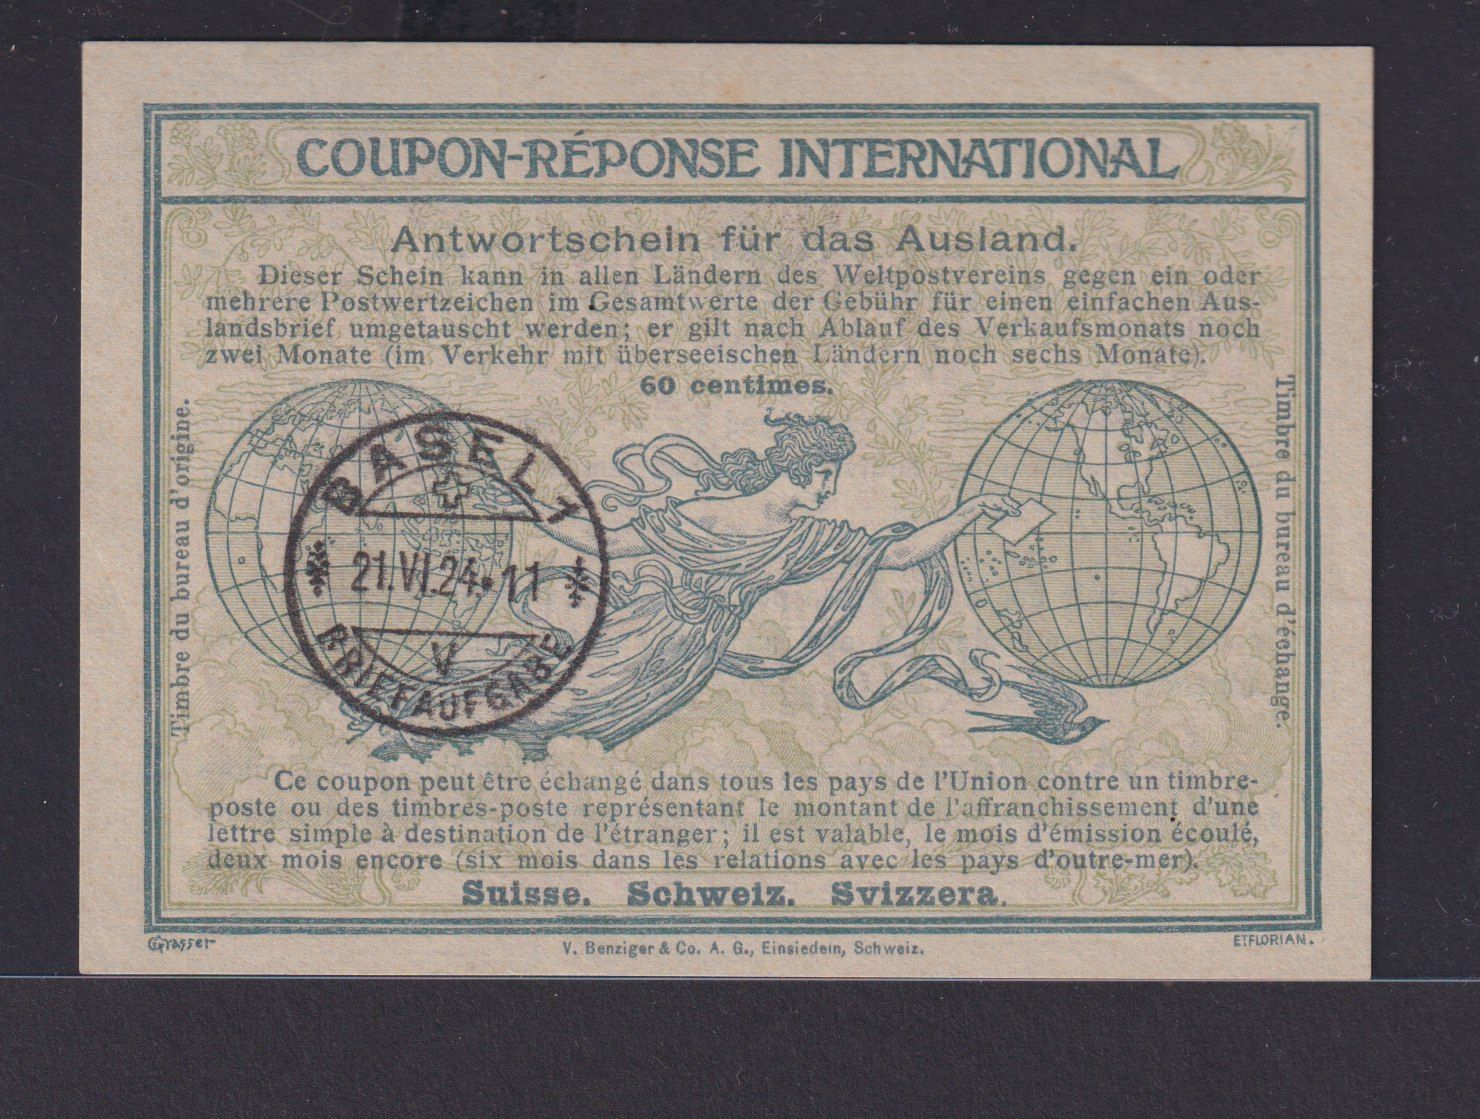 COUPON-RÉPONSE INTERNATIONAL
Antwortschein für das Ausland.
Dieser Schein kann in allen Ländern des Weltpostvereins gegen ein oder
mehrere Postwertzeichen im Gesamtwerte der Gebühr für einen einfachen Aus-
landsbrief umgetauscht werden; er gilt nach Ablauf des Verkaufsmonats noch
zwei Monate (im Verkehr mit überseeischen Ländern noch sechs Monate).
60 centimes.
Timbre du bureau d'origine.
BASEL 1
21.VI.24.-11
V
BRIEFAUFGABE
Timbre du bureau d'échange.
Ce coupon peut être échangé dans tous les pays de l'Union contre un timbre-
poste ou des timbres-poste représentant le montant de l'affranchissement d'une
lettre simple à destination de l'étranger; il est valable, le mois d'émission écoulé,
deux mois encore (six mois dans les relations avec les pays d'outre-mer).
Suisse. Schweiz. Svizzera.
EGrasset
V. Benziger & Co. A. G., Einsiedeln, Schweiz.
ETFLORIAN.